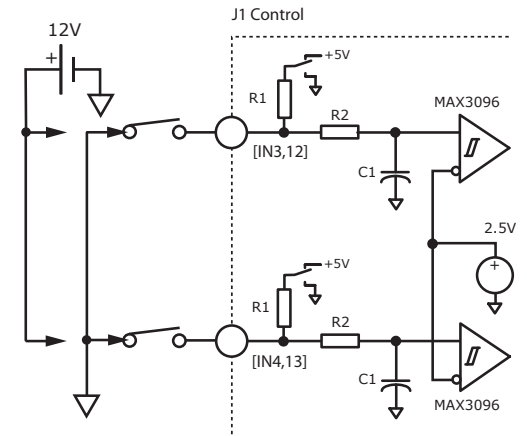 J1 Control
12V
+
+5V
R1
R2
MAX3096
[IN3,12]
C1
2.5V
+
+5V
R1
R2
[IN4,13]
C1
MAX3096